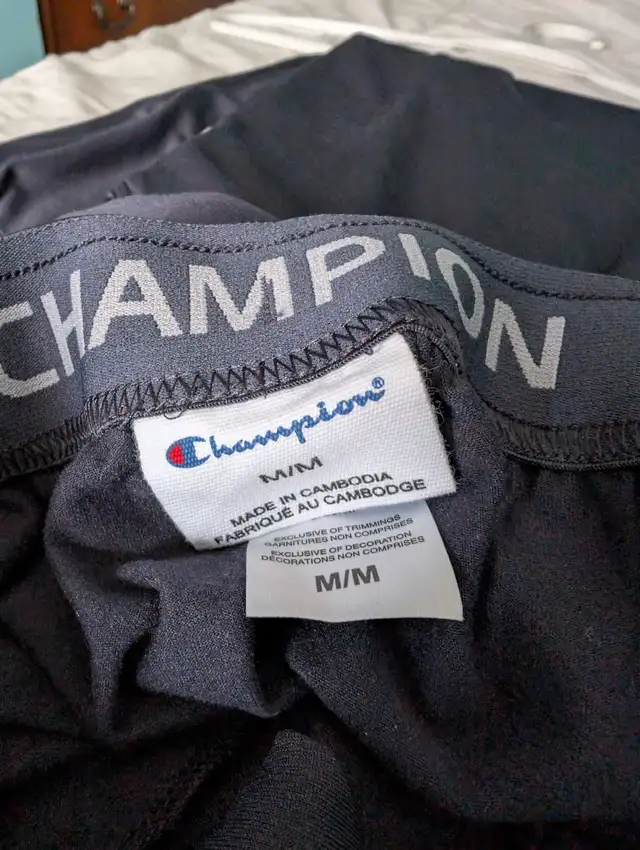 CHAMPION
Champion®
M/M
MADE IN CAMBODIA
FABRIQUÉ AU CAMBODGE
EXCLUSIVE OF TRIMMINGS
GARNITURES NON COMPRISES
EXCLUSIVE OF DECORATION
DÉCORATIONS NON COMPRISES
M/M